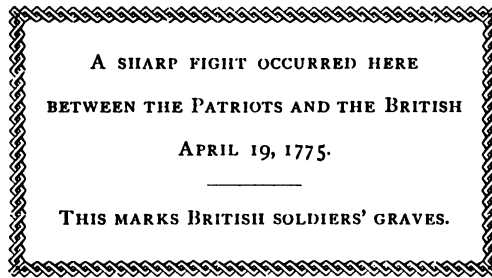 A SHARP FIGHT OCCURRED HERE
BETWEEN THE PATRIOTS AND THE BRITISH
APRIL 19, 1775.
THIS MARKS BRITISH SOLDIERS' GRAVES.